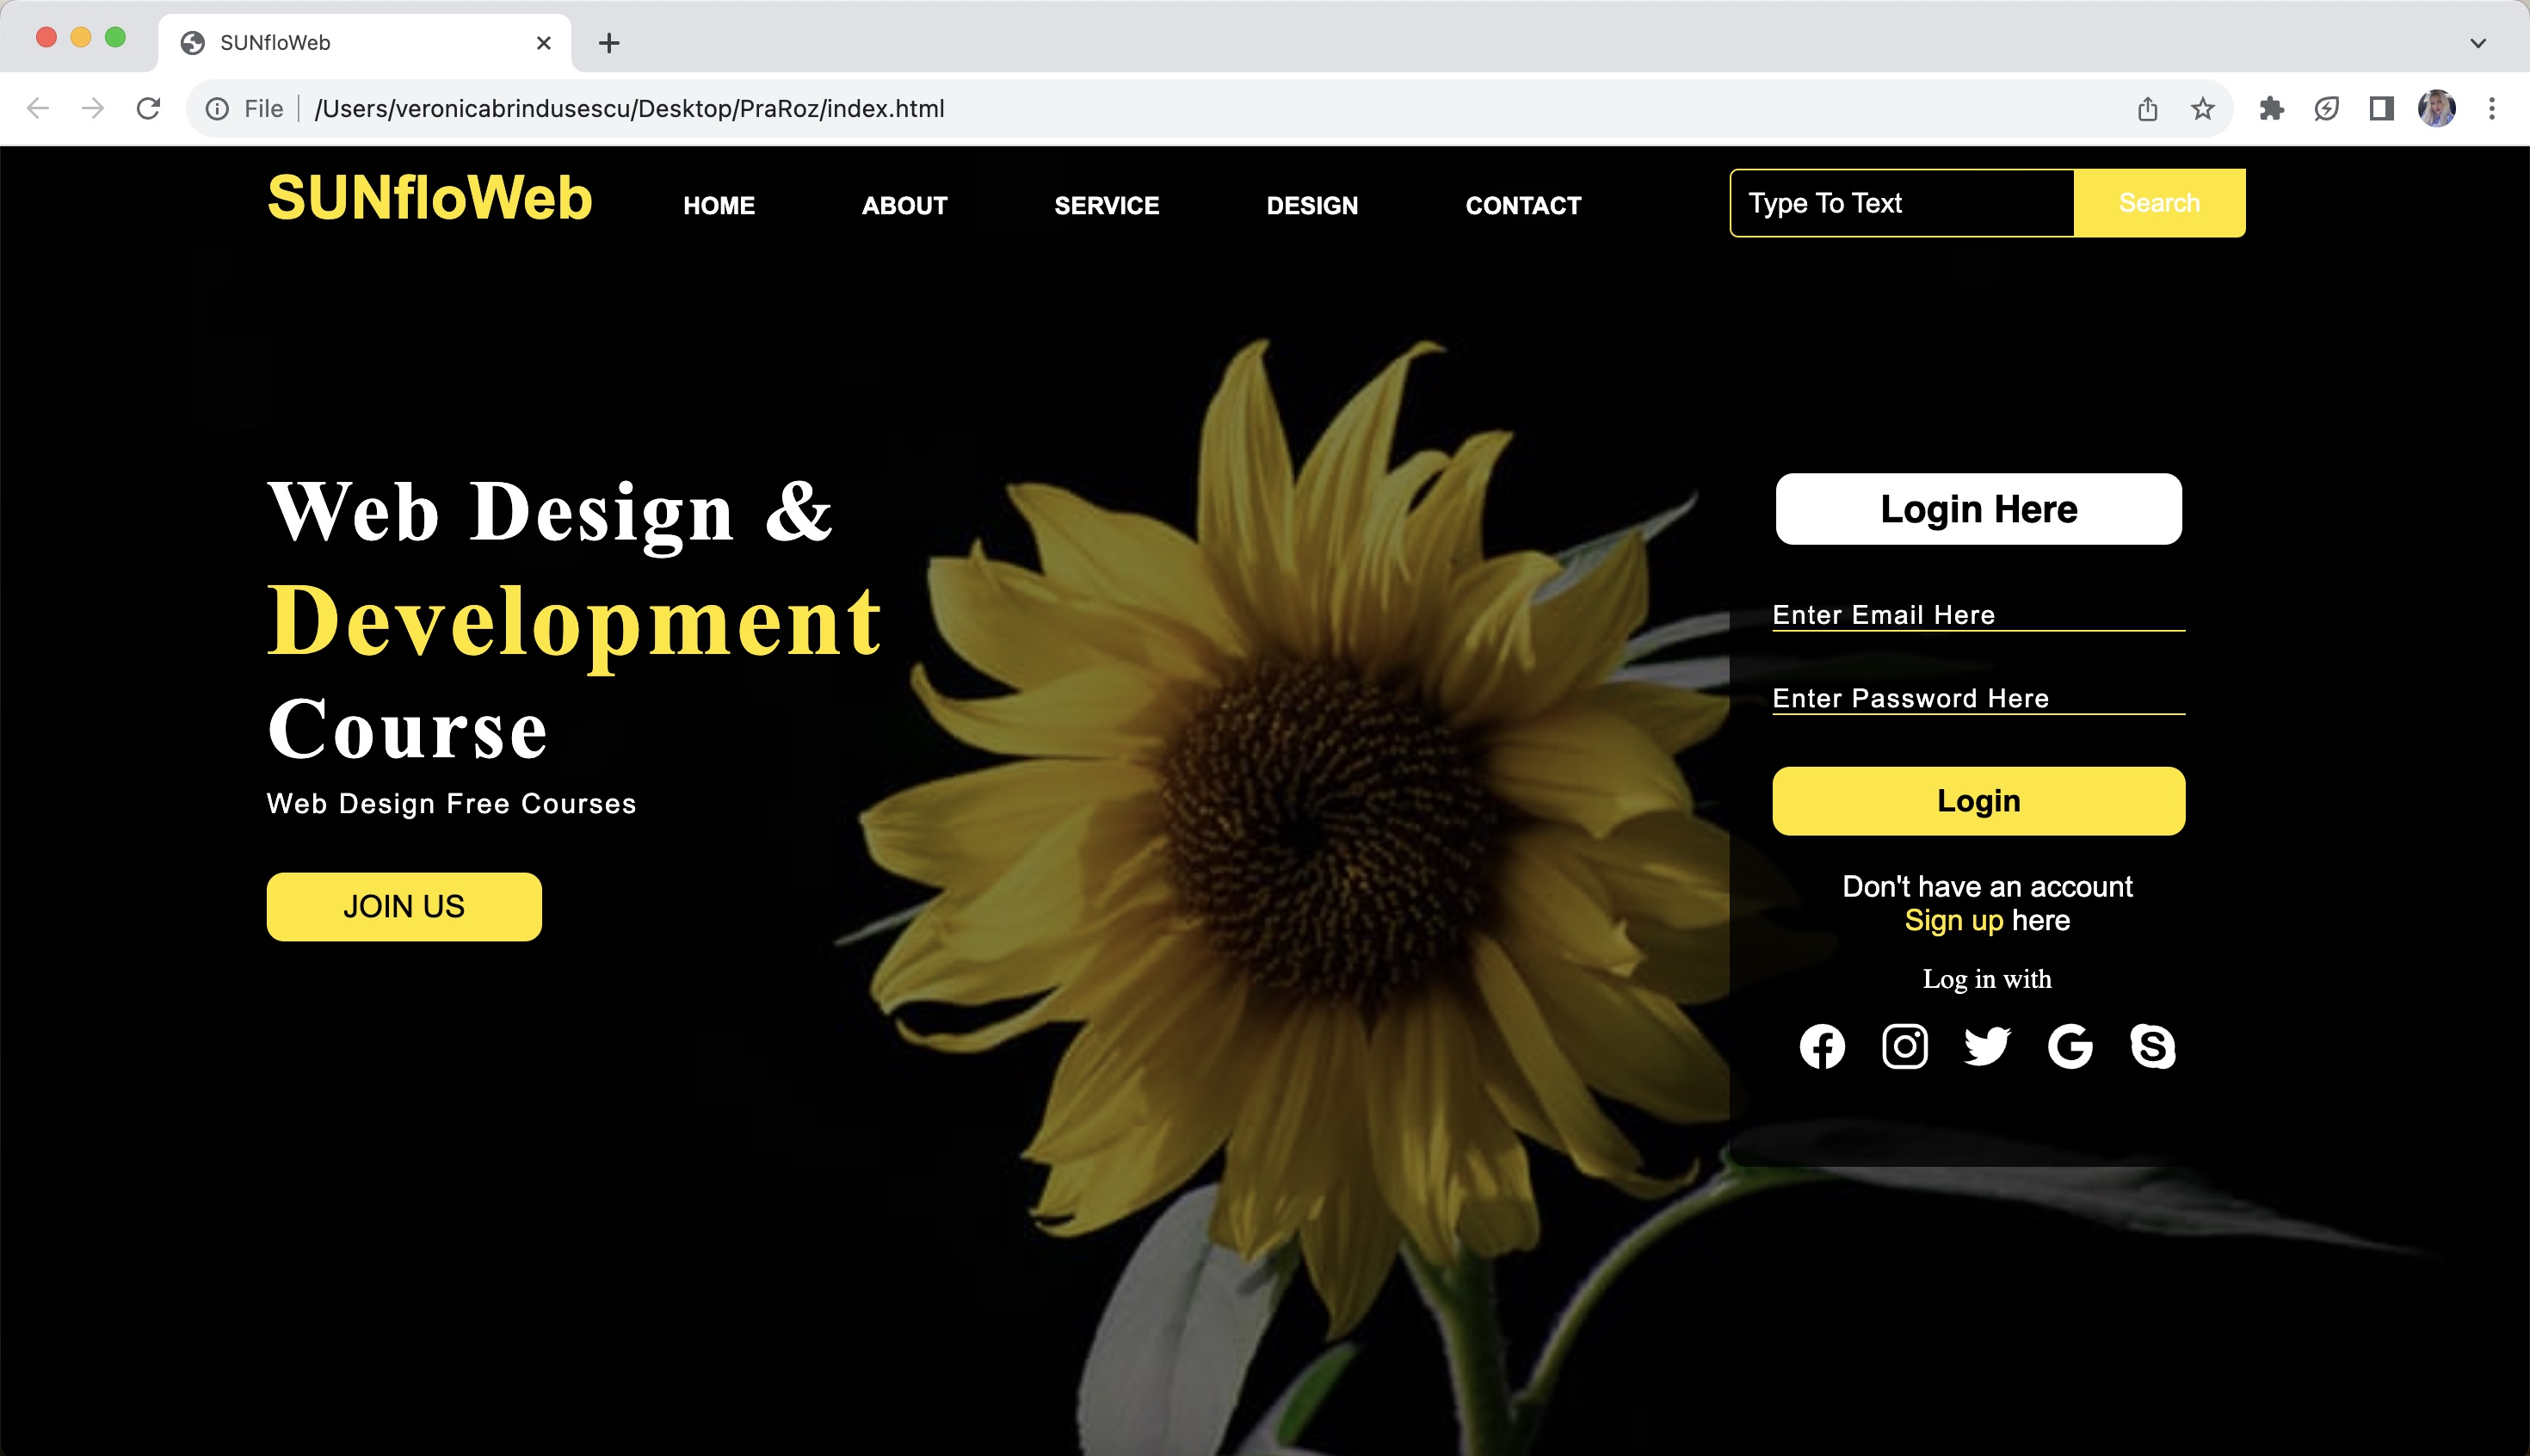 SUNfloWeb
File /Users/veronicabrindusescu/Desktop/PraRoz/index.html
SUNfloWeb HOME ABOUT SERVICE DESIGN CONTACT Type To Text Search
Web Design &
Development
Course
Web Design Free Courses
JOIN US
Login Here
Enter Email Here
Enter Password Here
Login
Don't have an account
Sign up here
Log in with